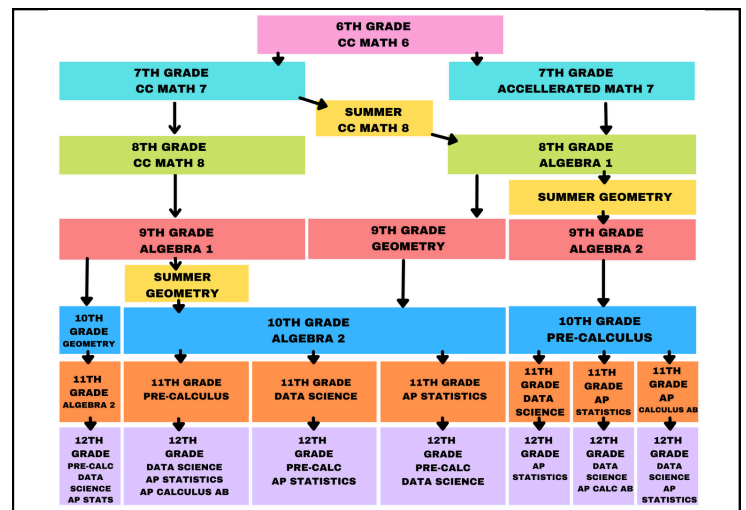 6TH GRADE
CC MATH 6
7TH GRADE
CC MATH 7
7TH GRADE
ACCELLERATED MATH 7
SUMMER
CC MATH 8
8TH GRADE
CC MATH 8
8TH GRADE
ALGEBRA 1
SUMMER GEOMETRY
9TH GRADE
ALGEBRA 1
9TH GRADE
GEOMETRY
9TH GRADE
ALGEBRA 2
SUMMER
GEOMETRY
10TH
GRADE
GEOMETRY
10TH GRADE
ALGEBRA 2
10TH GRADE
PRE-CALCULUS
11TH
GRADE
ALGEBRA 2
11TH GRADE
PRE-CALCULUS
11TH GRADE
DATA SCIENCE
11TH GRADE
AP STATISTICS
11TH
GRADE
DATA
SCIENCE
11TH
GRADE
AP
STATISTICS
11TH
GRADE
AP
CALCULUS AB
12TH
GRADE
PRE-CALC
DATA
SCIENCE
AP STATS
12TH
GRADE
DATA SCIENCE
AP STATISTICS
AP CALCULUS AB
12TH
GRADE
PRE-CALC
AP STATISTICS
12TH
GRADE
PRE-CALC
DATA SCIENCE
12TH
GRADE
AP
STATISTICS
12TH
GRADE
DATA
SCIENCE
AP CALC AB
12TH
GRADE
DATA
SCIENCE
AP
STATISTICS